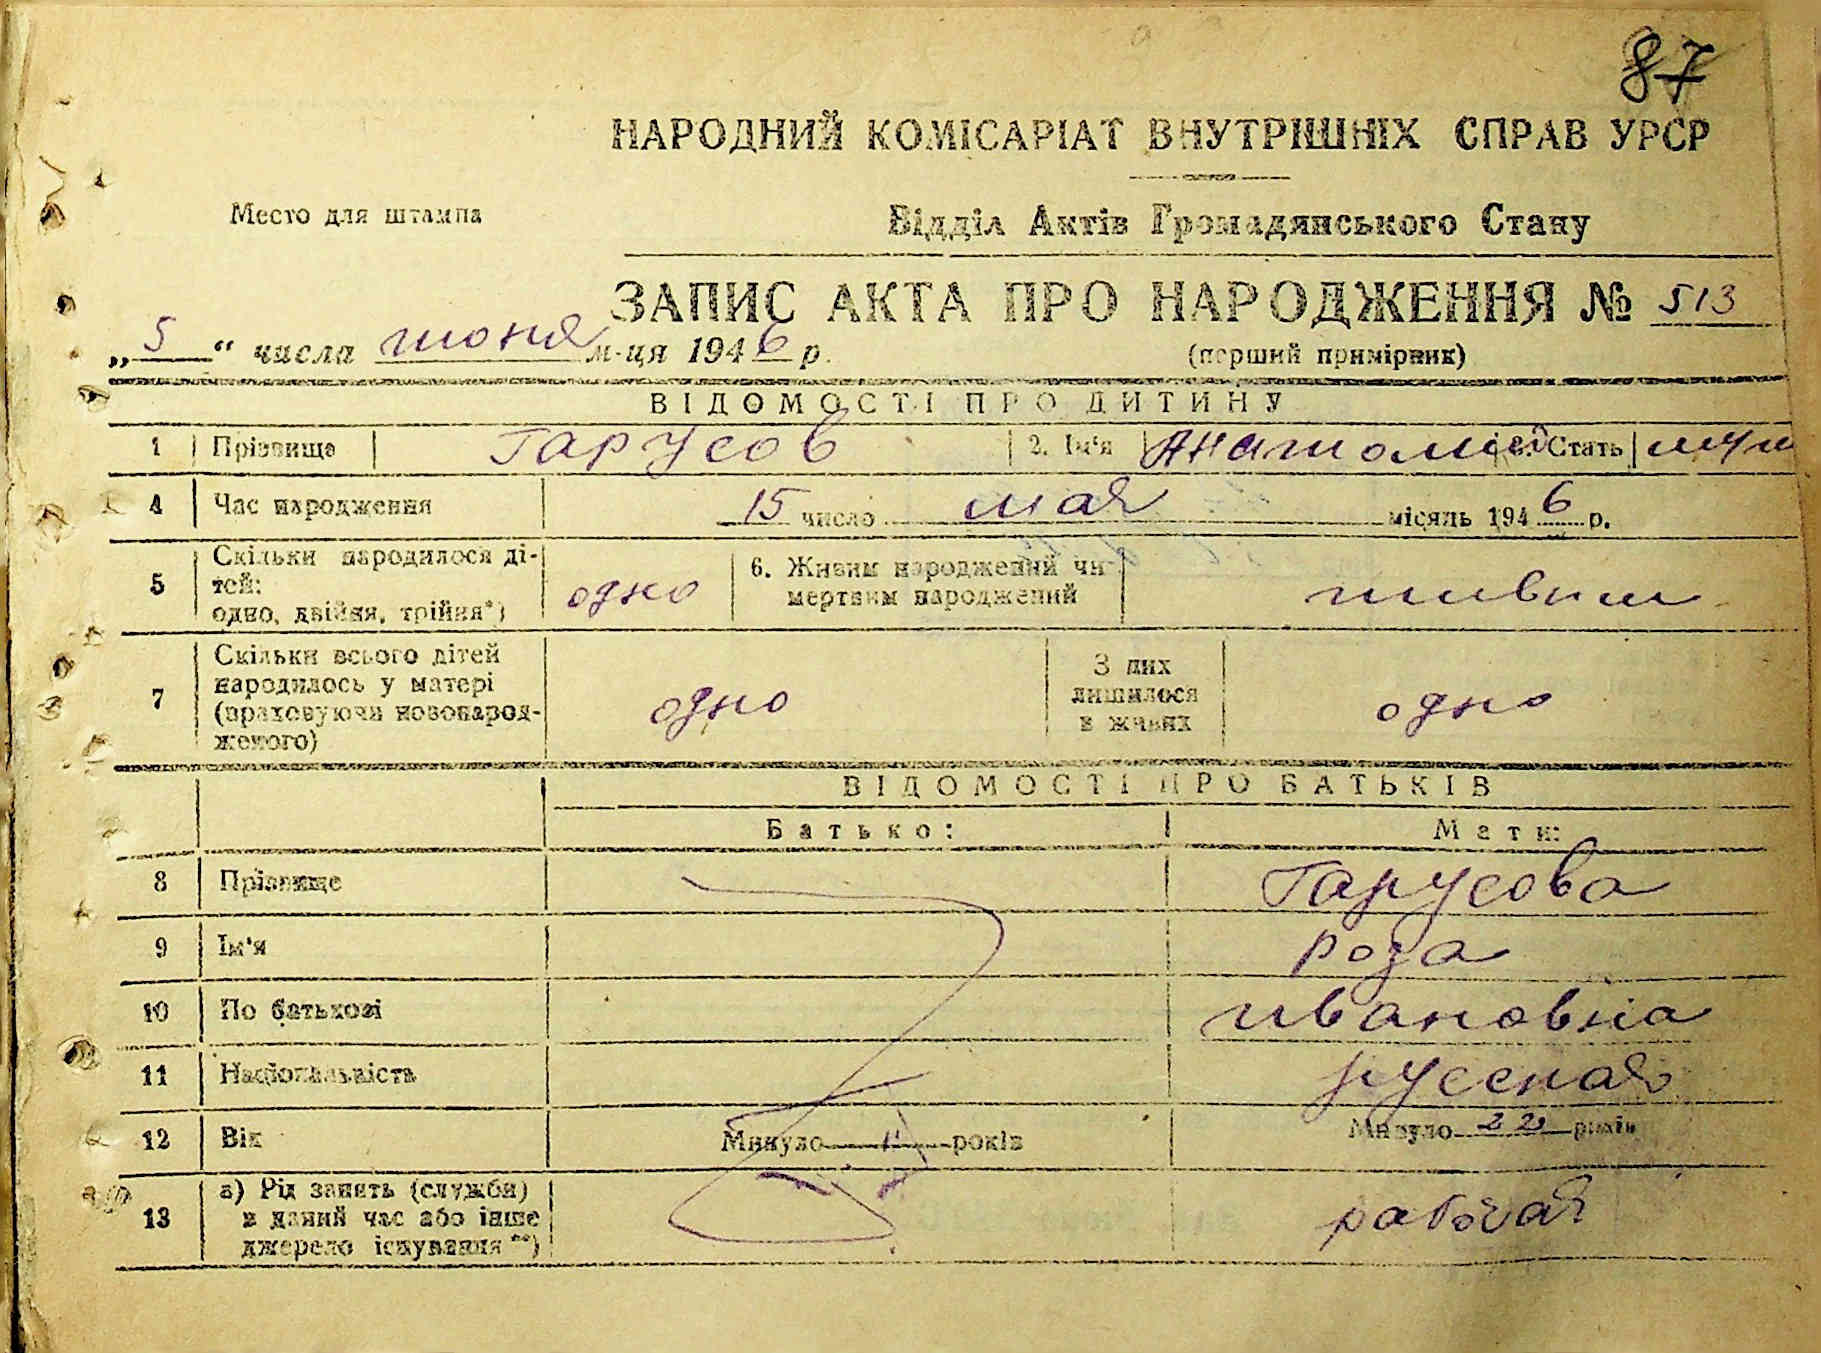 87
НАРОДНИЙ КОМІСАРІАТ ВНУТРІШНІХ СПРАВ УРСР
Место для штампа
Відділ Актів Громадянського Стану
ЗАПИС АКТА ПРО НАРОДЖЕННЯ № 513
„ 5 “ числа июня м-ця 1946 р.
(перший примірник)
ВІДОМОСТІ ПРО ДИТИНУ
1 Прізвище Гарусов 2. Ім'я Анатолий 3. Стать муж
4 Час народження 15 число мая місяць 1946 р.
5 Скільки народилося ді-
тей:
одно, двійня, трійня*) одно
6. Живим народжений чи
мертвим народжений живым
7 Скільки всього дітей
народилось у матері
(враховуючи новонарод-
женого) одно
З них
лишилося
в живих одно
ВІДОМОСТІ ПРО БАТЬКІВ
Батько: Мати:
8 Прізвище Гарусова
9 Ім'я Роза
10 По батькові Ивановна
11 Національність русская
12 Вік Минуло років Минуло 22 років
13 а) Рід занять (служби)
в даний час або інше
джерело існування**) рабочая